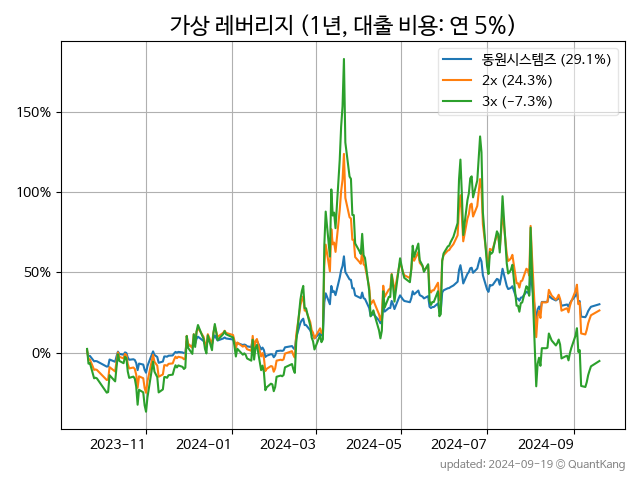 가상 레버리지 (1년, 대출 비용: 연 5%)
동원시스템즈 (29.1%)
2x (24.3%)
3x (−7.3%)
150%
100%
50%
0%
2023-11
2024-01
2024-03
2024-05
2024-07
2024-09
updated: 2024-09-19 © QuantKang